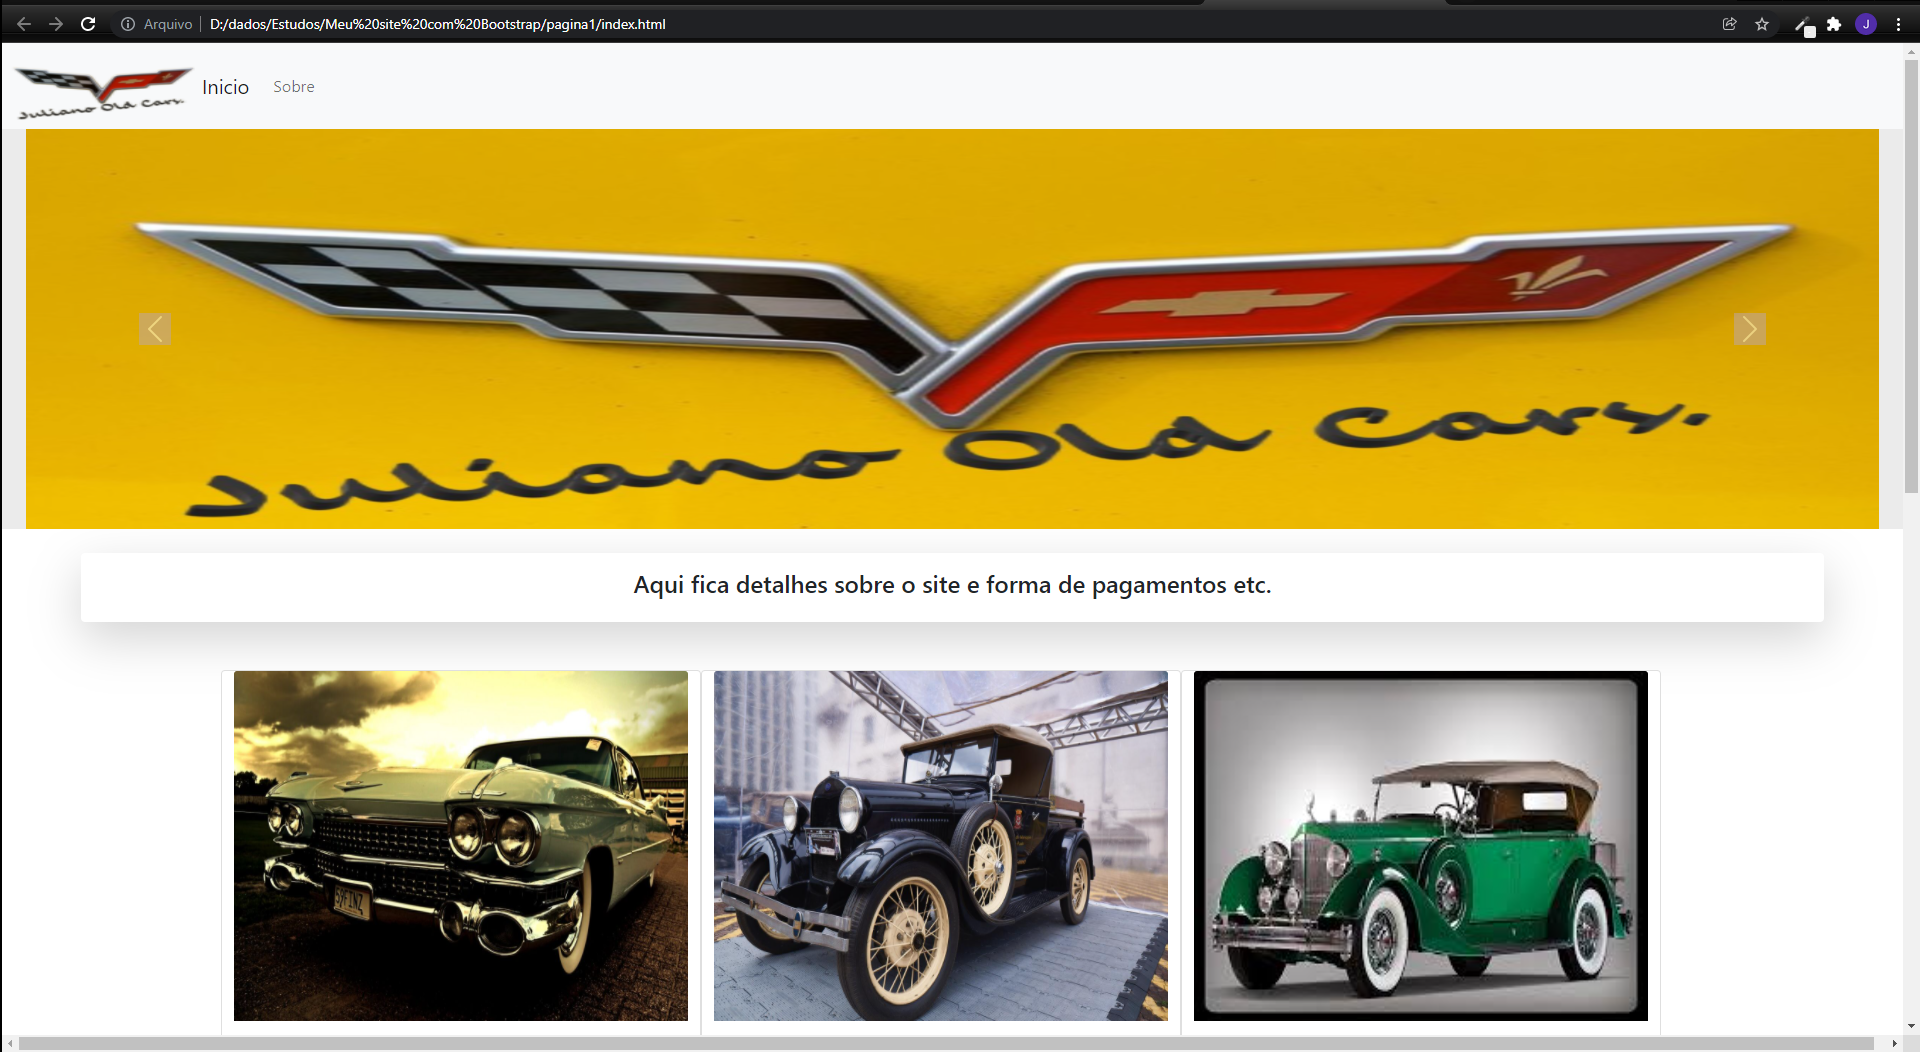 Arquivo | D:/dados/Estudos/Meu%20site%20com%20Bootstrap/pagina1/index.html
J
Juliano Old Cars.
Inicio
Sobre
Juliano Old Cars.
Aqui fica detalhes sobre o site e forma de pagamentos etc.